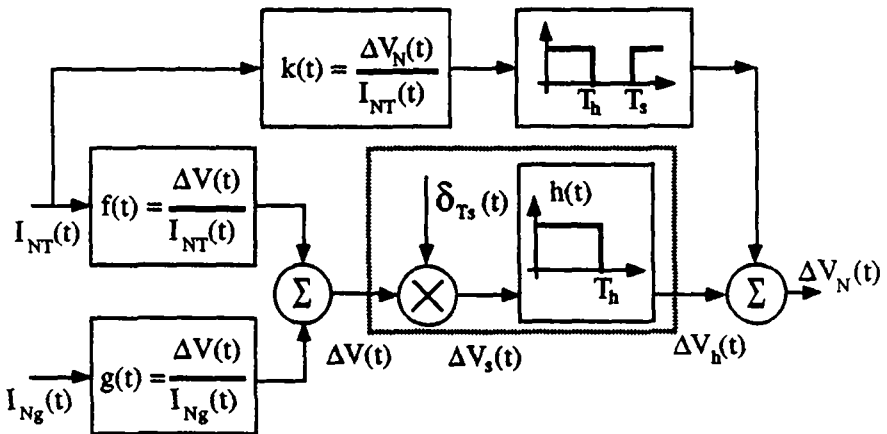 k(t) = ΔV_N(t) / I_NT(t)
T_h T_s
I_NT(t)
f(t) = ΔV(t) / I_NT(t)
δ_Ts(t)
h(t)
T_h
Σ
Σ
ΔV_N(t)
I_Ng(t)
g(t) = ΔV(t) / I_Ng(t)
ΔV(t)
ΔV_s(t)
ΔV_h(t)